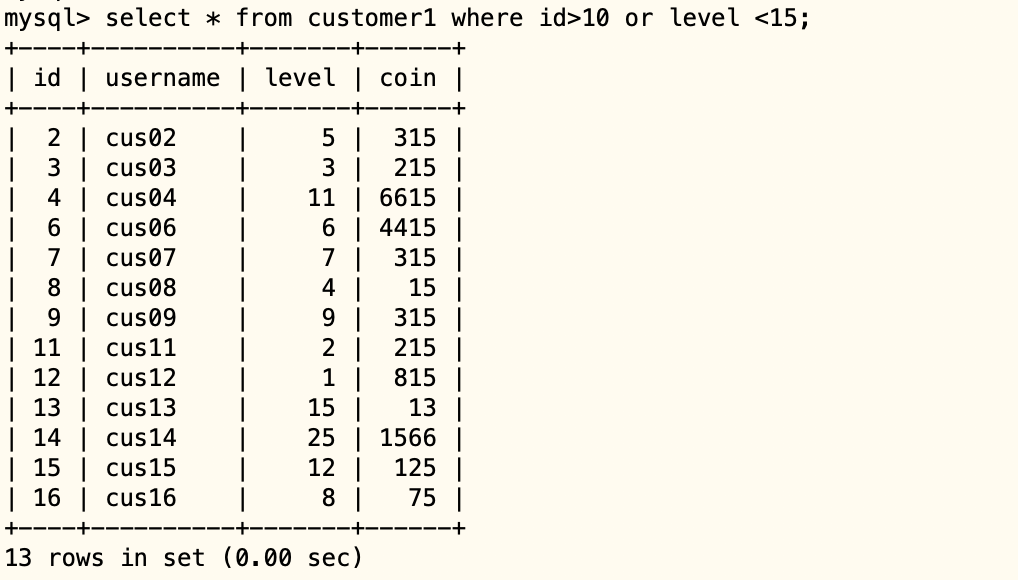 mysql> select * from customer1 where id>10 or level <15;
+----+----------+-------+------+
| id | username | level | coin |
+----+----------+-------+------+
|  2 | cus02    |     5 |  315 |
|  3 | cus03    |     3 |  215 |
|  4 | cus04    |    11 | 6615 |
|  6 | cus06    |     6 | 4415 |
|  7 | cus07    |     7 |  315 |
|  8 | cus08    |     4 |   15 |
|  9 | cus09    |     9 |  315 |
| 11 | cus11    |     2 |  215 |
| 12 | cus12    |     1 |  815 |
| 13 | cus13    |    15 |   13 |
| 14 | cus14    |    25 | 1566 |
| 15 | cus15    |    12 |  125 |
| 16 | cus16    |     8 |   75 |
+----+----------+-------+------+
13 rows in set (0.00 sec)